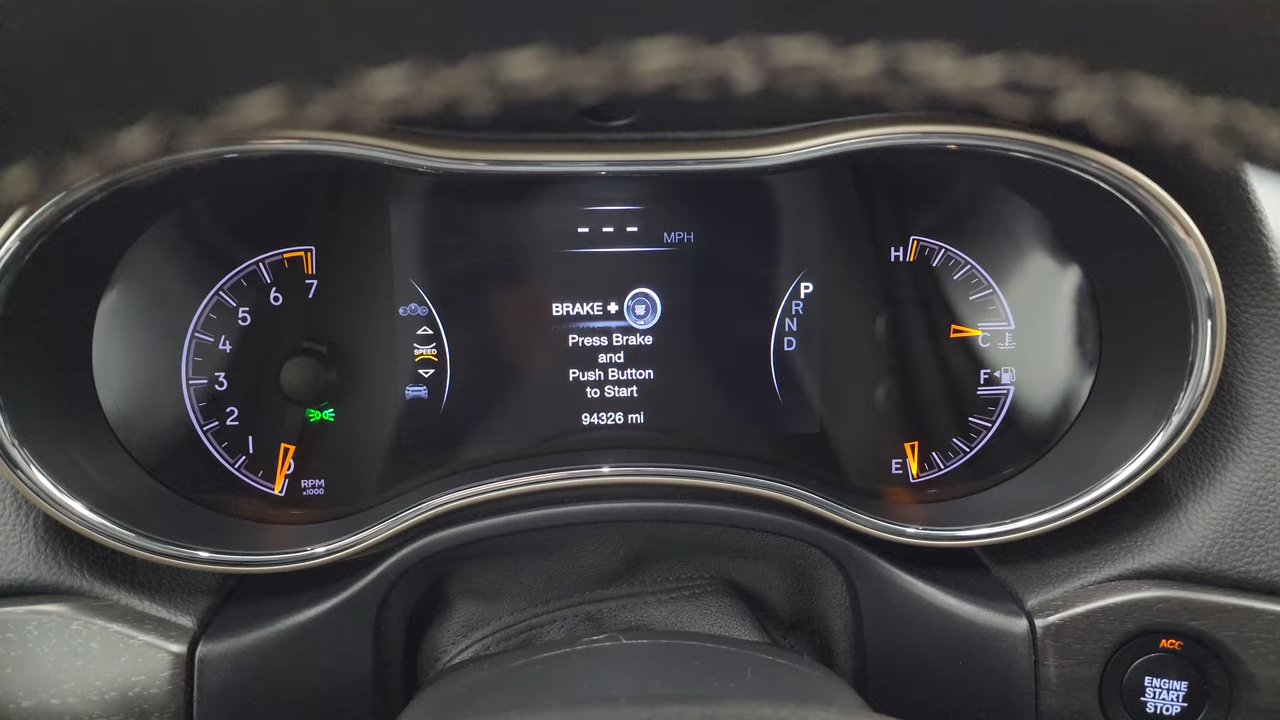 7
6
5
4
3
2
1
0
RPM
x1000
SPEED
--- MPH
BRAKE +
Press Brake
and
Push Button
to Start
94326 mi
P
R
N
D
H
C
F
E
ACC
ENGINE
START
STOP